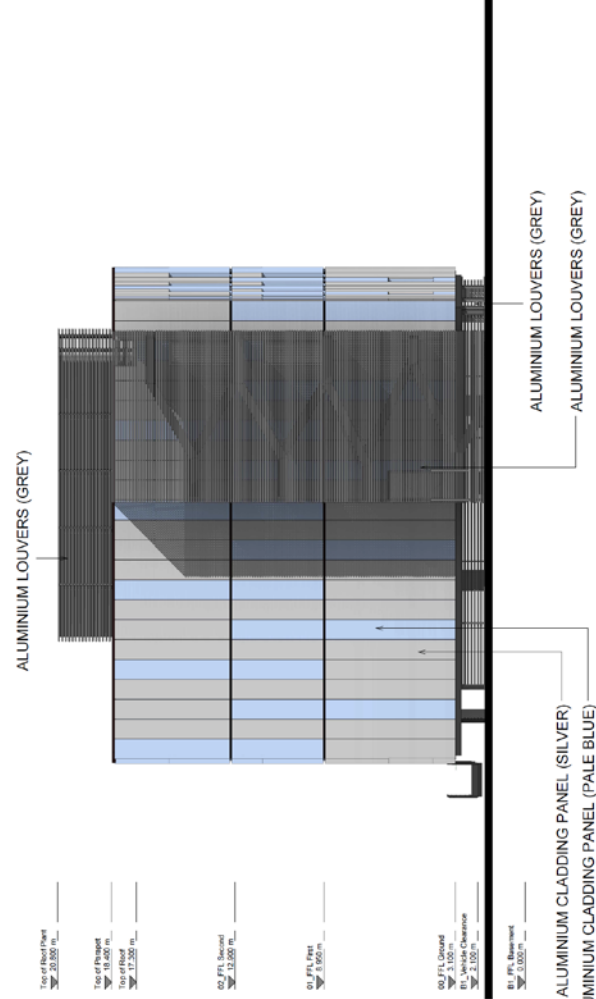 ALUMINIUM LOUVERS (GREY)
ALUMINIUM LOUVERS (GREY)
ALUMINIUM LOUVERS (GREY)
ALUMINIUM CLADDING PANEL (SILVER)
MINIUM CLADDING PANEL (PALE BLUE)
Top of Roof Plant
20.800 m
Top of Parapet
18.400 m
Top of Roof
17.300 m
02_FFL Second
12.900 m
01_FFL First
8.950 m
00_FFL Ground
3.100 m
B1_Vehicle Clearance
2.100 m
B1_FFL Basement
0.000 m